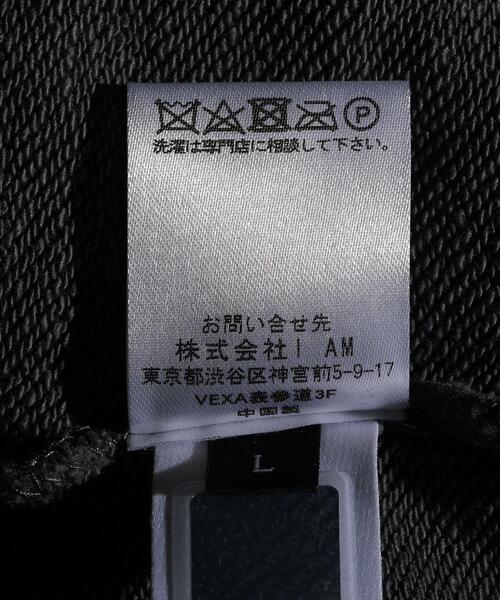 P
洗濯は専門店に相談して下さい。
お問い合せ先
株式会社I AM
東京都渋谷区神宮前5-9-17
VEXA表参道3F
中国製
L